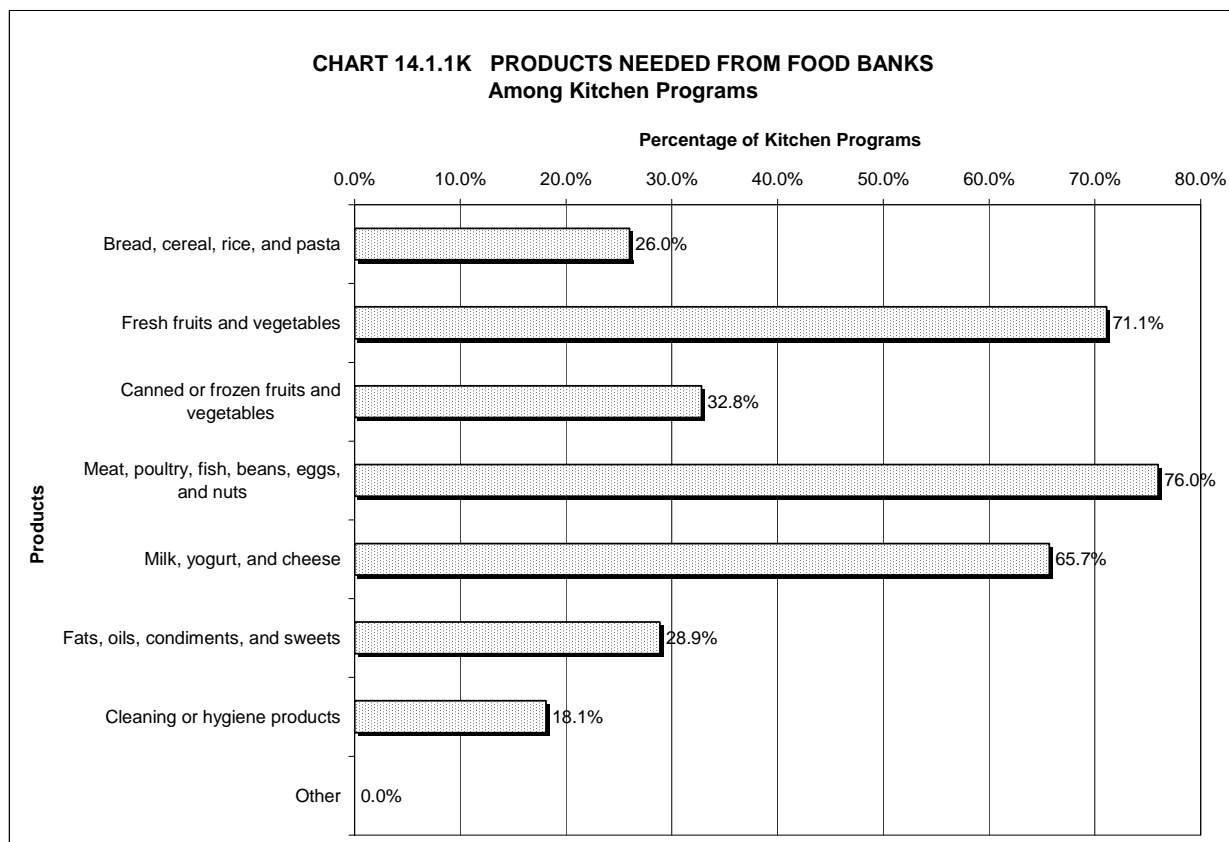 CHART 14.1.1K PRODUCTS NEEDED FROM FOOD BANKS
Among Kitchen Programs
Percentage of Kitchen Programs
0.0% 10.0% 20.0% 30.0% 40.0% 50.0% 60.0% 70.0% 80.0%
Products
Bread, cereal, rice, and pasta 26.0%
Fresh fruits and vegetables 71.1%
Canned or frozen fruits and
vegetables 32.8%
Meat, poultry, fish, beans, eggs,
and nuts 76.0%
Milk, yogurt, and cheese 65.7%
Fats, oils, condiments, and sweets 28.9%
Cleaning or hygiene products 18.1%
Other 0.0%